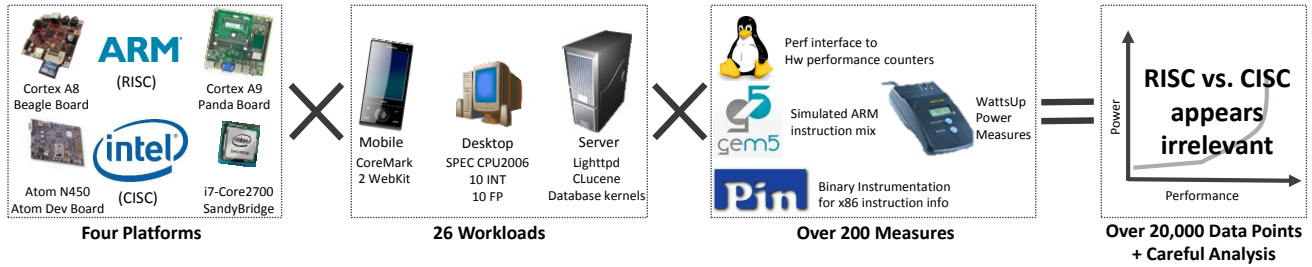 ARM
(RISC)
Cortex A8
Beagle Board
Cortex A9
Panda Board
intel
(CISC)
Atom N450
Atom Dev Board
intel
i7-Core2700
SandyBridge
Four Platforms
Mobile
CoreMark
2 WebKit
Desktop
SPEC CPU2006
10 INT
10 FP
Server
Lighttpd
CLucene
Database kernels
26 Workloads
Perf interface to
Hw performance counters
gem5
Simulated ARM
instruction mix
WattsUp
Power
Measures
Pin
Binary Instrumentation
for x86 instruction info
Over 200 Measures
Power
RISC vs. CISC
appears
irrelevant
Performance
Over 20,000 Data Points
+ Careful Analysis